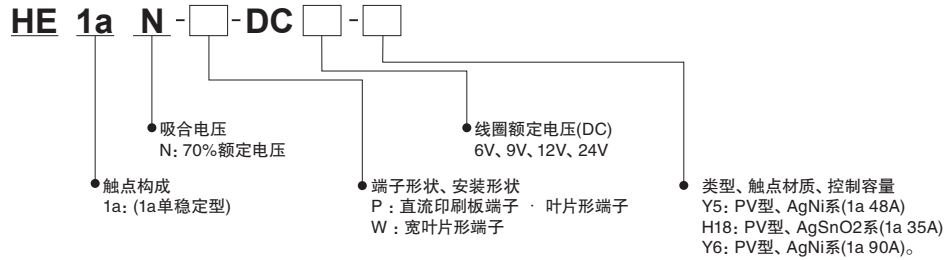 HE 1a N - □ - DC □ - □
吸合电压
N: 70%额定电压
线圈额定电压(DC)
6V、9V、12V、24V
触点构成
1a: (1a单稳定型)
端子形状、安装形状
P：直流印刷板端子 · 叶片形端子
W：宽叶片形端子
类型、触点材质、控制容量
Y5: PV型、AgNi系(1a 48A)
H18: PV型、AgSnO2系(1a 35A)
Y6: PV型、AgNi系(1a 90A)。